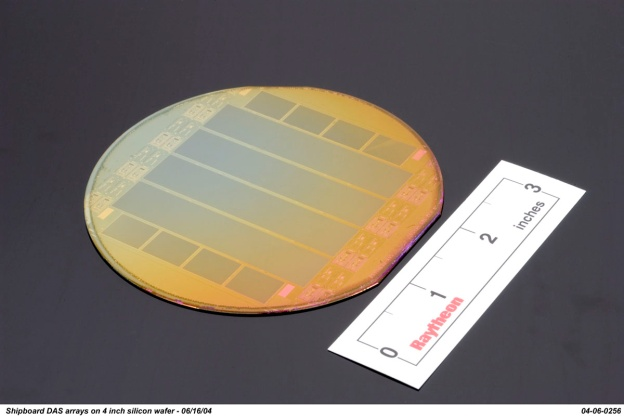 3
inches
2
1
Raytheon
0
Shipboard DAS arrays on 4 inch silicon wafer - 06/16/04
04-06-0256